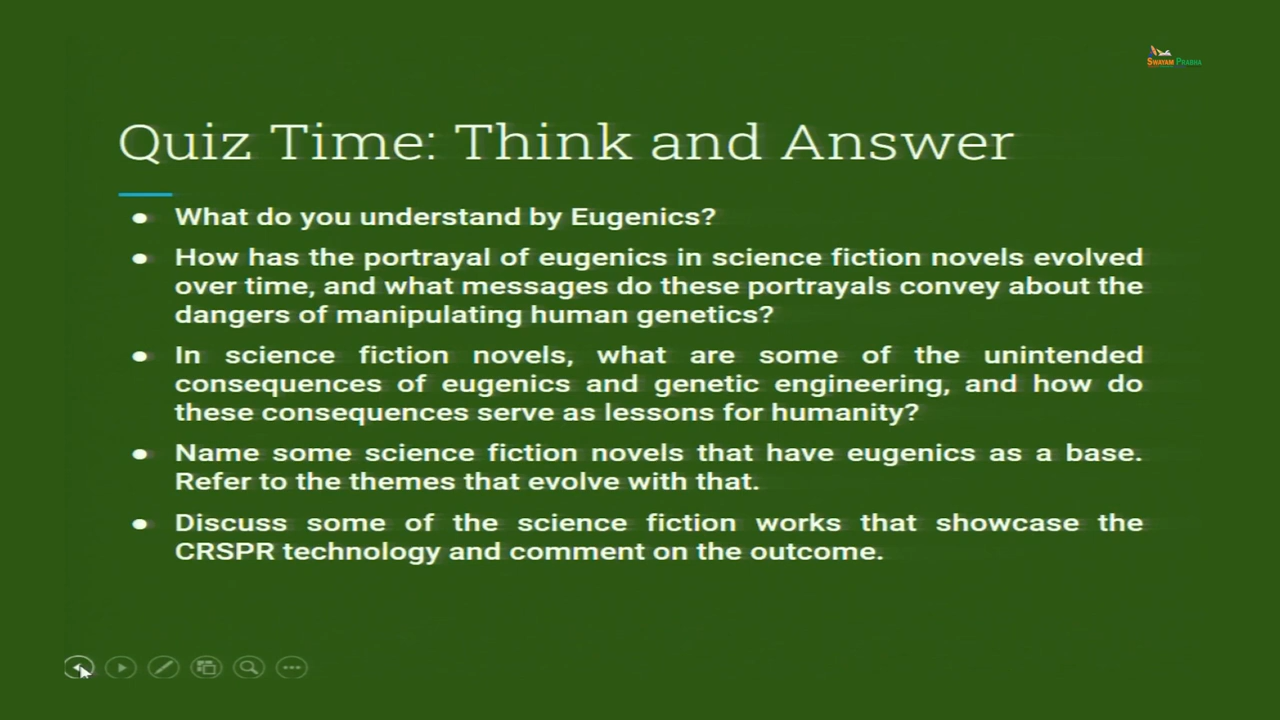 SWAYAM PRABHA
Quiz Time: Think and Answer
● What do you understand by Eugenics?
● How has the portrayal of eugenics in science fiction novels evolved
over time, and what messages do these portrayals convey about the
dangers of manipulating human genetics?
● In science fiction novels, what are some of the unintended
consequences of eugenics and genetic engineering, and how do
these consequences serve as lessons for humanity?
● Name some science fiction novels that have eugenics as a base.
Refer to the themes that evolve with that.
● Discuss some of the science fiction works that showcase the
CRSPR technology and comment on the outcome.